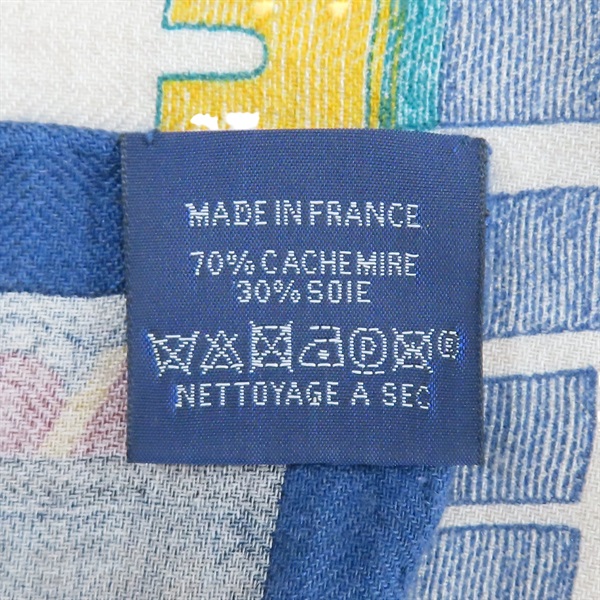 MADE IN FRANCE
70% CACHEMIRE
30% SOIE
P
NETTOYAGE A SEC